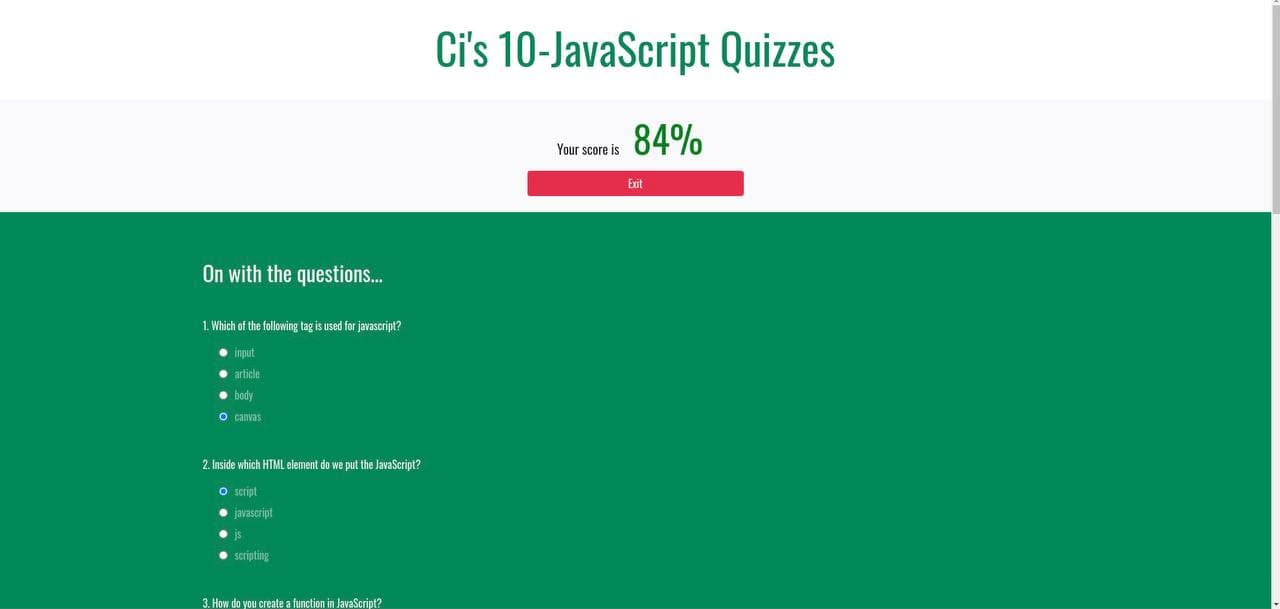 Ci's 10-JavaScript Quizzes
Your score is 84%
Exit
On with the questions...
1. Which of the following tag is used for javascript?
input
article
body
canvas
2. Inside which HTML element do we put the JavaScript?
script
javascript
js
scripting
3. How do you create a function in JavaScript?